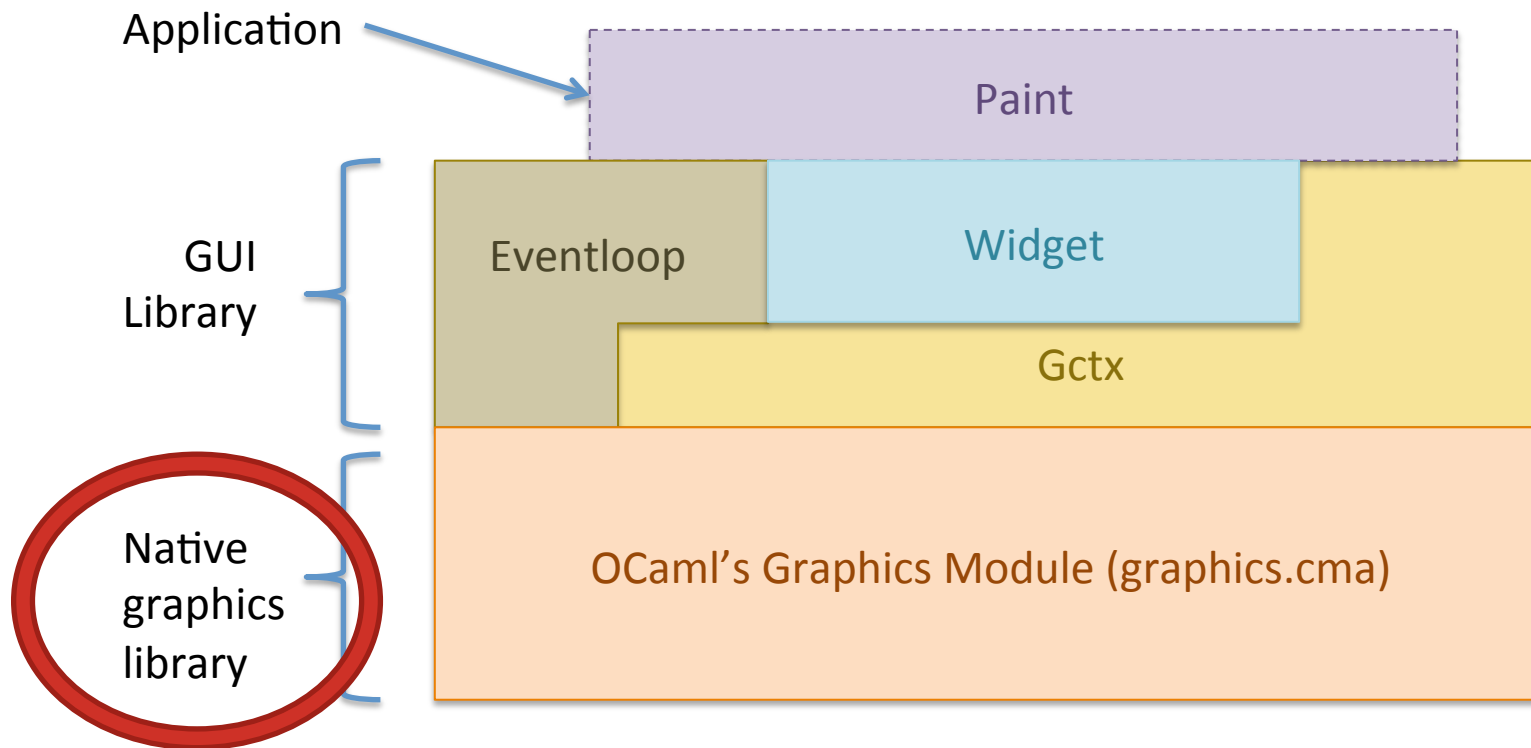 Application
Paint
GUI
Library
Eventloop
Widget
Gctx
Native
graphics
library
OCaml’s Graphics Module (graphics.cma)